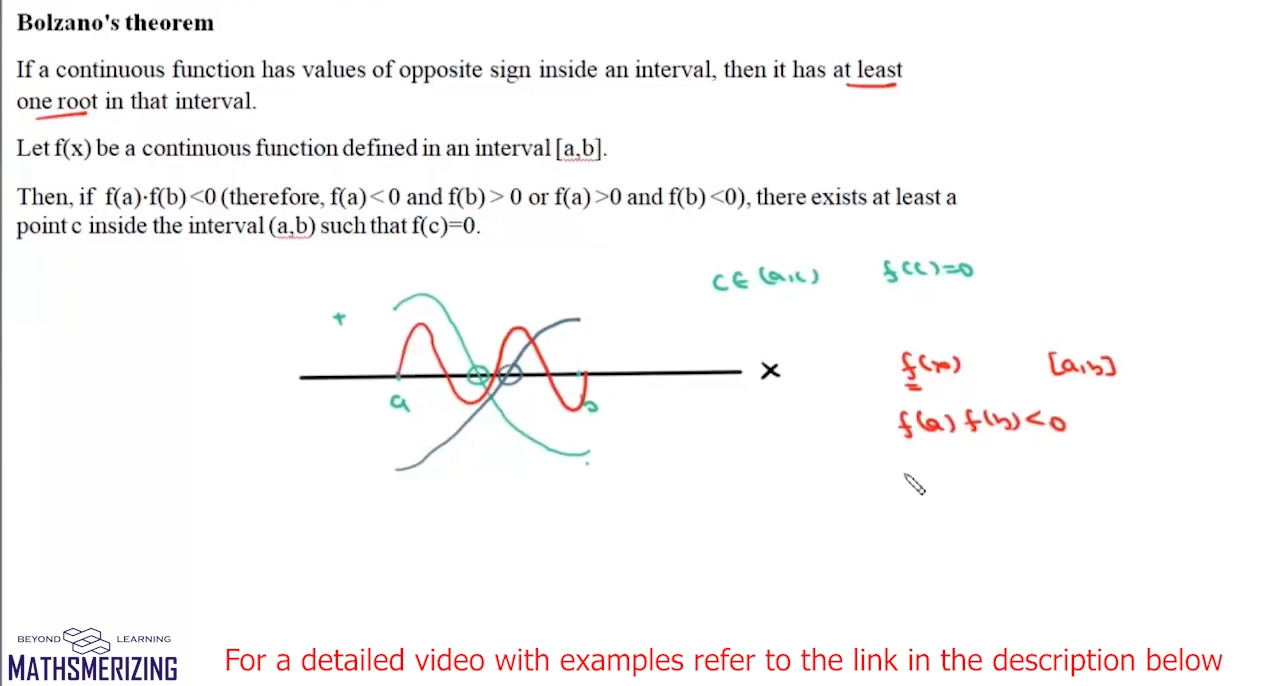 Bolzano's theorem
If a continuous function has values of opposite sign inside an interval, then it has at least
one root in that interval.
Let f(x) be a continuous function defined in an interval [a,b].
Then, if f(a)·f(b)<0 (therefore, f(a)<0 and f(b)> 0 or f(a) >0 and f(b) <0), there exists at least a
point c inside the interval (a,b) such that f(c)=0.
C∈ (a,c) f(c)=0
+
x
f(x) [a,b]
a b
f(a) f(b)<0
BEYOND LEARNING
MATHSMERIZING
For a detailed video with examples refer to the link in the description below